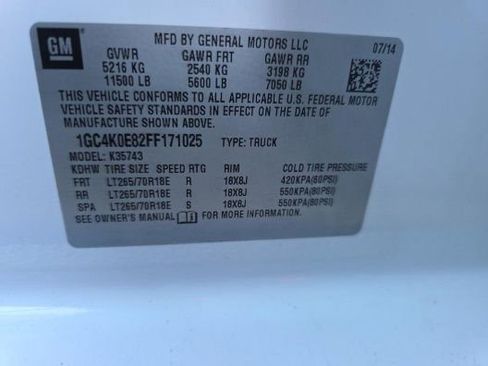 GM
MFD BY GENERAL MOTORS LLC
07/14
GVWR GAWR FRT GAWR RR
5216 KG 2540 KG 3198 KG
11500 LB 5600 LB 7050 LB
THIS VEHICLE CONFORMS TO ALL APPLICABLE U.S. FEDERAL MOTOR
VEHICLE SAFETY STANDARDS IN EFFECT ON THE DATE OF
MANUFACTURE SHOWN ABOVE.
1GC4K0E82FF171025 TYPE: TRUCK
MODEL: K35743
KDHW TIRE SIZE SPEED RTG RIM COLD TIRE PRESSURE
FRT LT265/70R18E R 18X8J 420KPA(60PSI)
RR LT265/70R18E R 18X8J 550KPA(80PSI)
SPA LT265/70R18E S 18X8J 550KPA(80PSI)
SEE OWNER'S MANUAL FOR MORE INFORMATION.